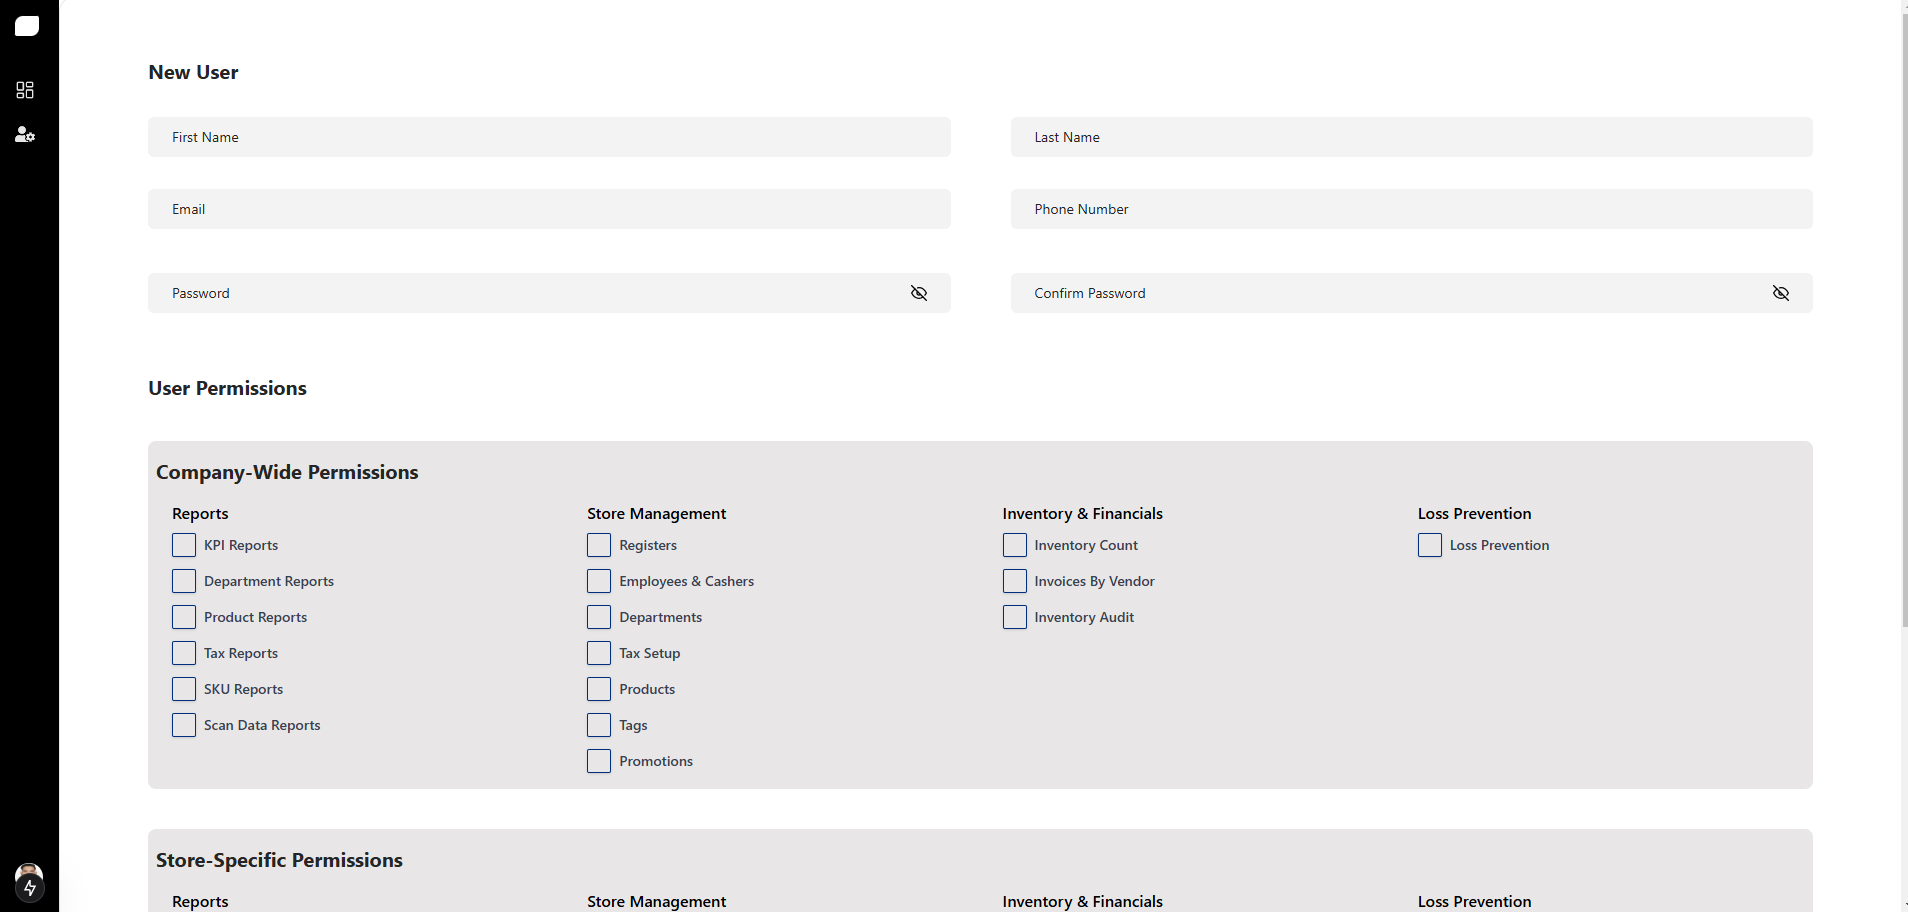 New User
First Name
Last Name
Email
Phone Number
Password
Confirm Password
User Permissions
Company-Wide Permissions
Reports
KPI Reports
Department Reports
Product Reports
Tax Reports
SKU Reports
Scan Data Reports
Store Management
Registers
Employees & Cashers
Departments
Tax Setup
Products
Tags
Promotions
Inventory & Financials
Inventory Count
Invoices By Vendor
Inventory Audit
Loss Prevention
Loss Prevention
Store-Specific Permissions
Reports
Store Management
Inventory & Financials
Loss Prevention